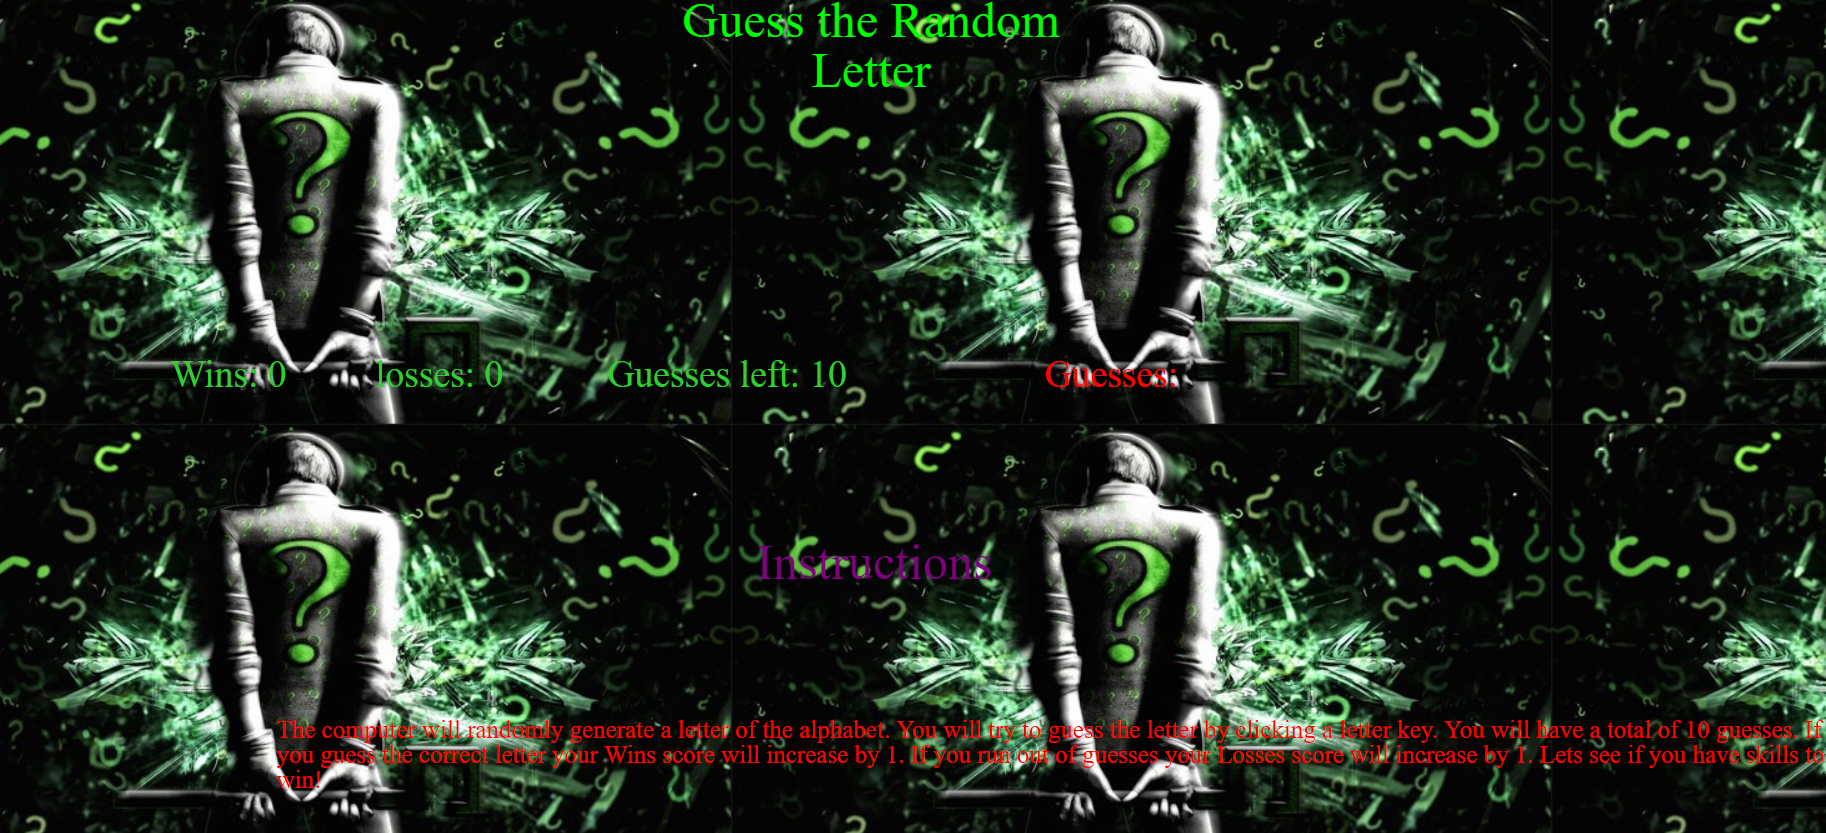 Guess the Random
Letter
Wins: 0 losses: 0 Guesses left: 10 Guesses:
Instructions
The computer will randomly generate a letter of the alphabet. You will try to guess the letter by clicking a letter key. You will have a total of 10 guesses. If
you guess the correct letter your Wins score will increase by 1. If you run out of guesses your Losses score will increase by 1. Lets see if you have skills to
win!